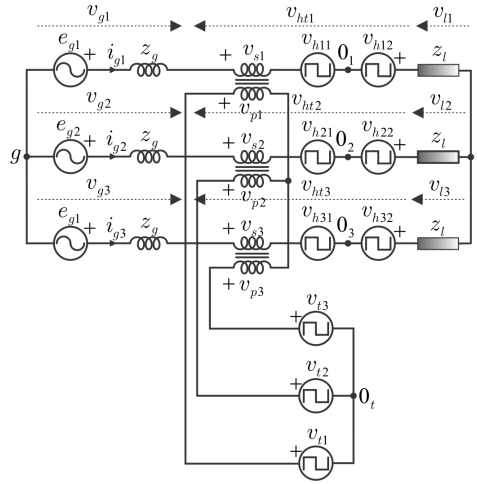 v_g1 v_ht1 v_l1
e_g1 + i_g1 z_g + v_s1 v_h11 0_1 v_h12 + z_l
v_g2 + v_p1 v_ht2 v_l2
e_g2 + i_g2 z_g + v_s2 v_h21 0_2 v_h22 + z_l
g
v_g3 + v_p2 v_ht3 v_l3
e_g1 + i_g3 z_g + v_s3 v_h31 0_3 v_h32 + z_l
+ v_p3
+ v_t3
+ v_t2
0_t
+ v_t1